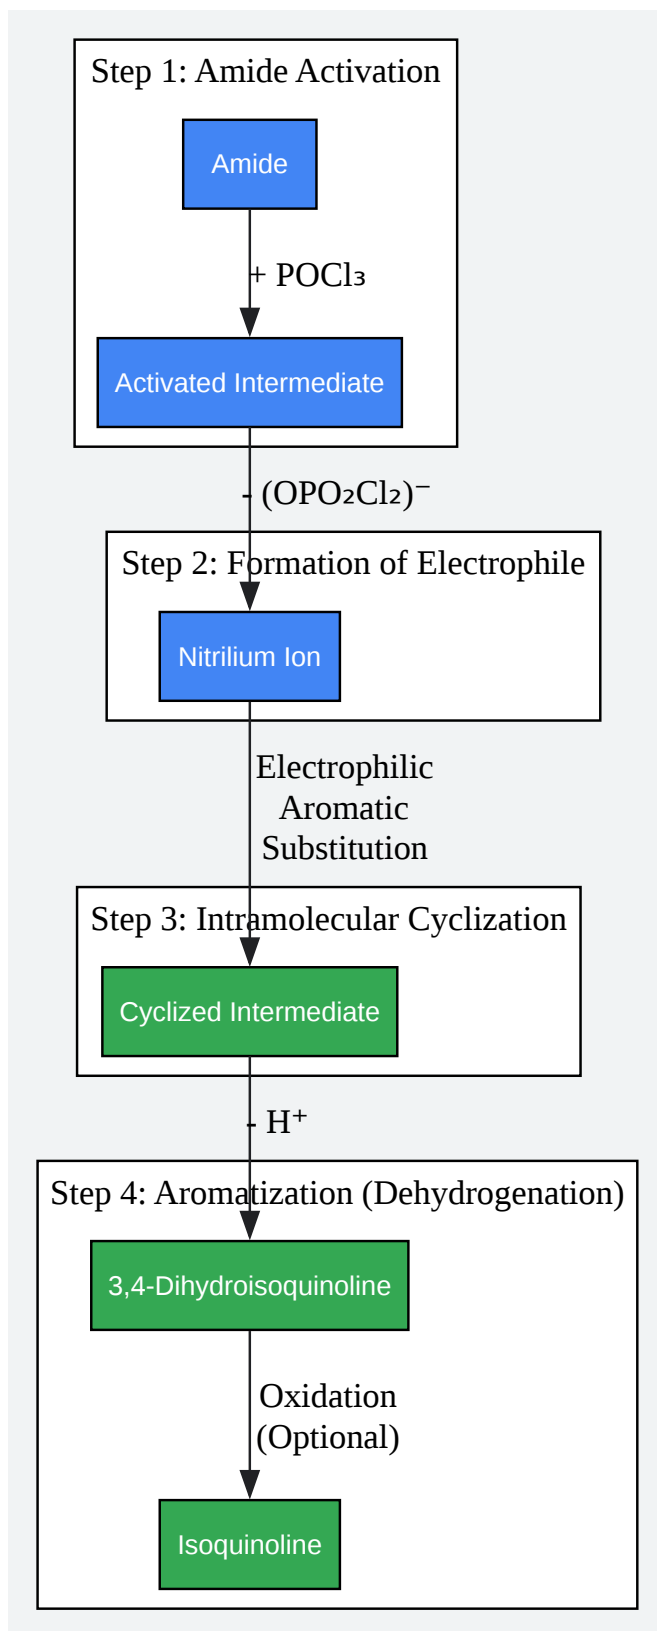 Step 1: Amide Activation
Amide
+ POCl₃
Activated Intermediate
- (OPO₂Cl₂)⁻
Step 2: Formation of Electrophile
Nitrilium Ion
Electrophilic
Aromatic
Substitution
Step 3: Intramolecular Cyclization
Cyclized Intermediate
- H⁺
Step 4: Aromatization (Dehydrogenation)
3,4-Dihydroisoquinoline
Oxidation
(Optional)
Isoquinoline